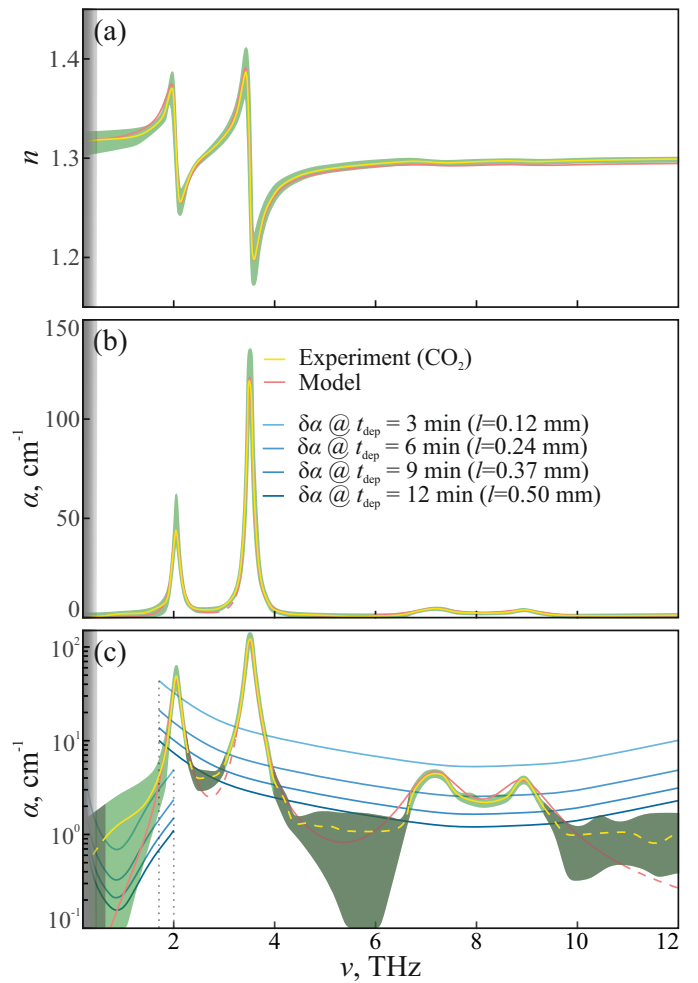 (a)
1.4
1.3
1.2
n
(b)
150
100
50
0
α, cm⁻¹
Experiment (CO₂)
Model
δα @ t_dep = 3 min (l=0.12 mm)
δα @ t_dep = 6 min (l=0.24 mm)
δα @ t_dep = 9 min (l=0.37 mm)
δα @ t_dep = 12 min (l=0.50 mm)
(c)
10²
10¹
10⁰
10⁻¹
α, cm⁻¹
2 4 6 8 10 12
ν, THz